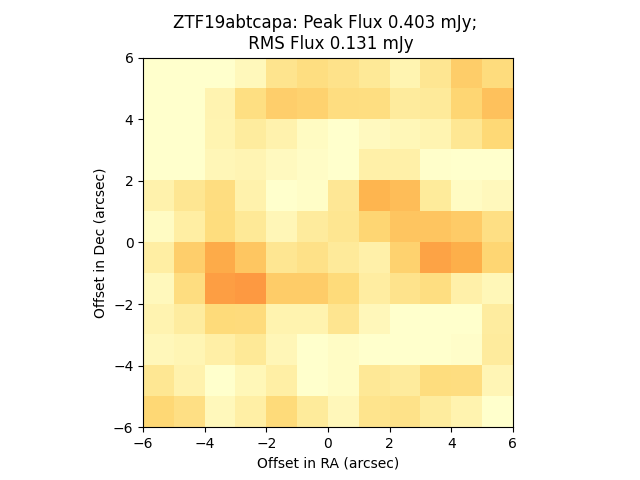 ZTF19abtcapa: Peak Flux 0.403 mJy;
RMS Flux 0.131 mJy
6
4
2
0
−2
−4
−6
Offset in Dec (arcsec)
−6 −4 −2 0 2 4 6
Offset in RA (arcsec)